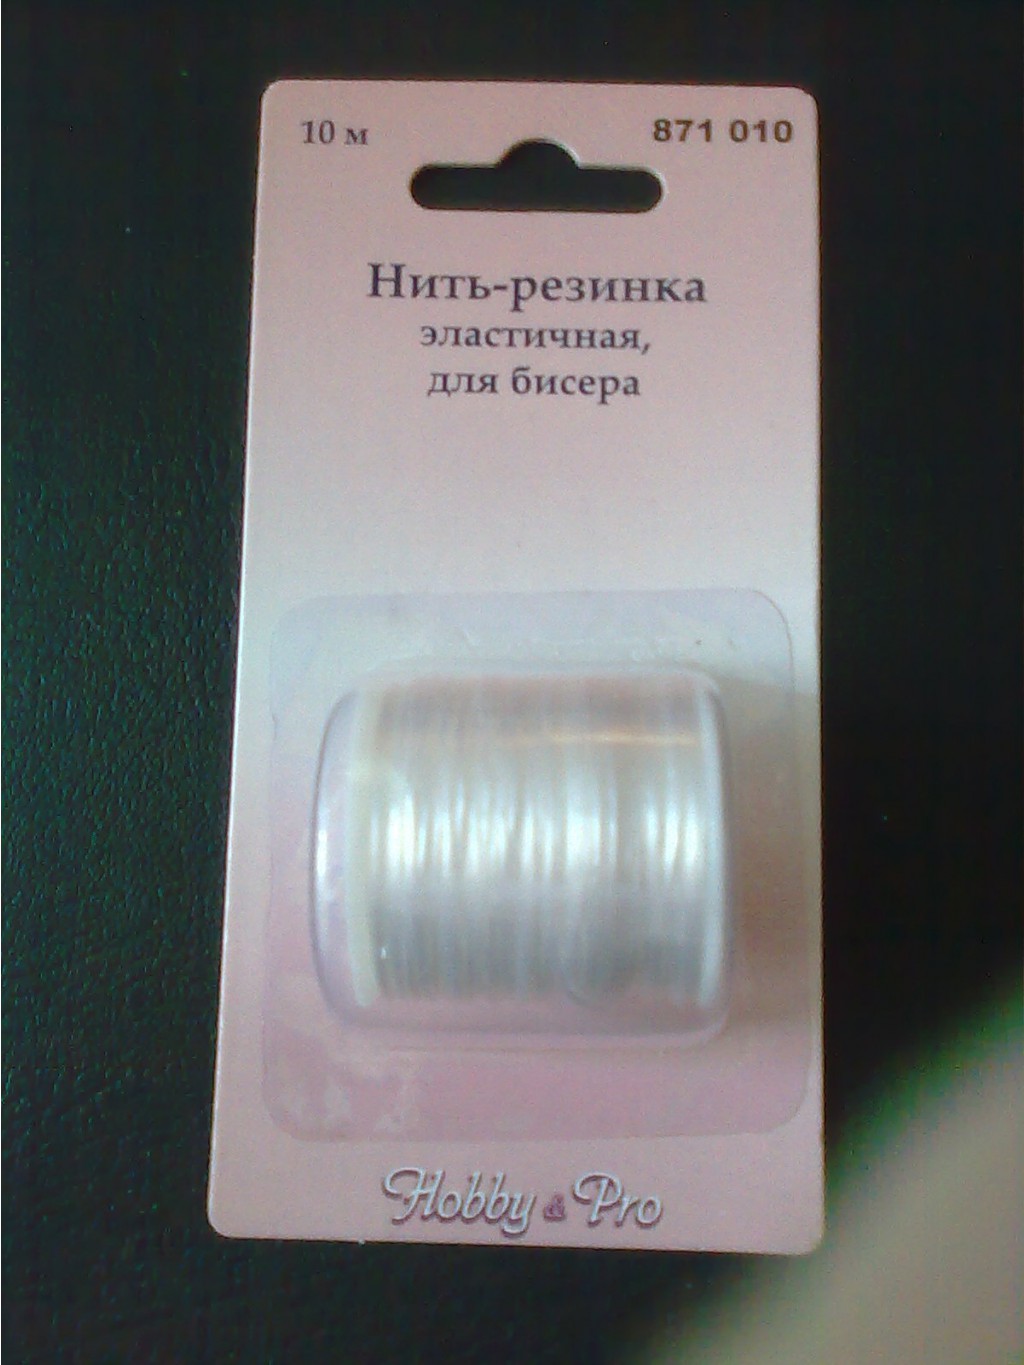 10 м
871 010
Нить-резинка
эластичная,
для бисера
Hobby & Pro